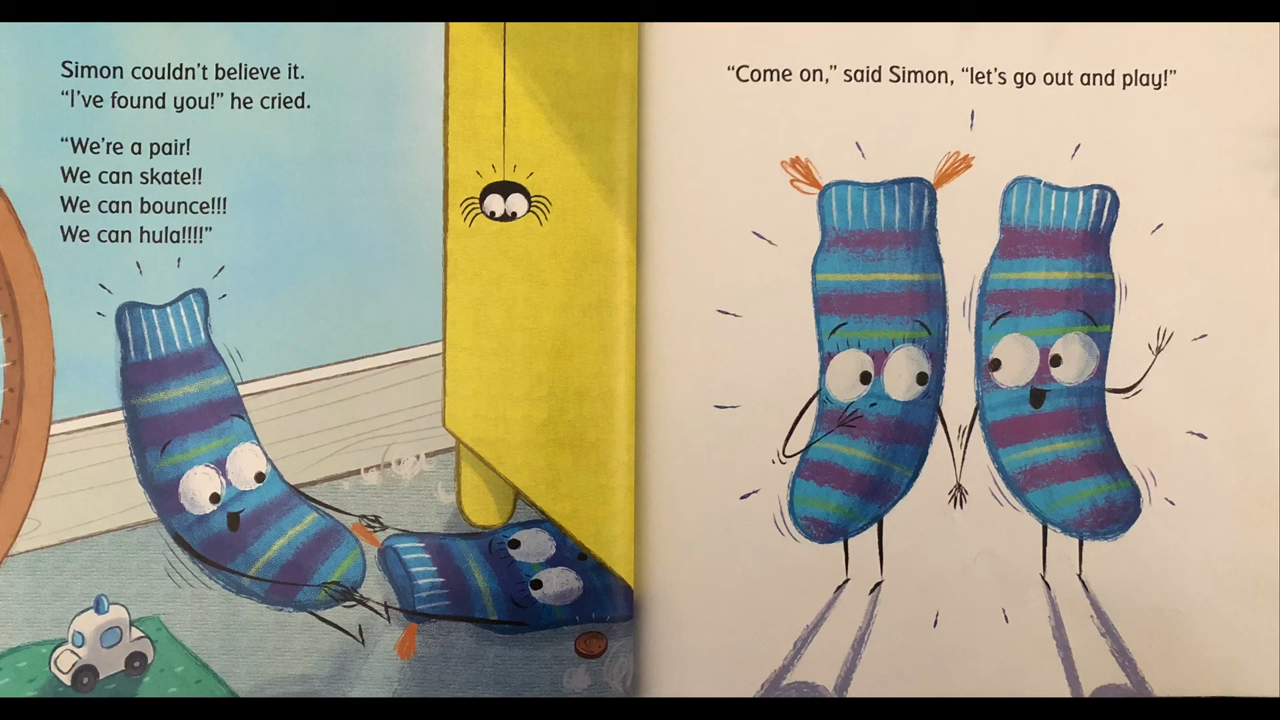 Simon couldn't believe it.
“I've found you!” he cried.
“We're a pair!
We can skate!!
We can bounce!!!
We can hula!!!!”
“Come on,” said Simon, “let's go out and play!”